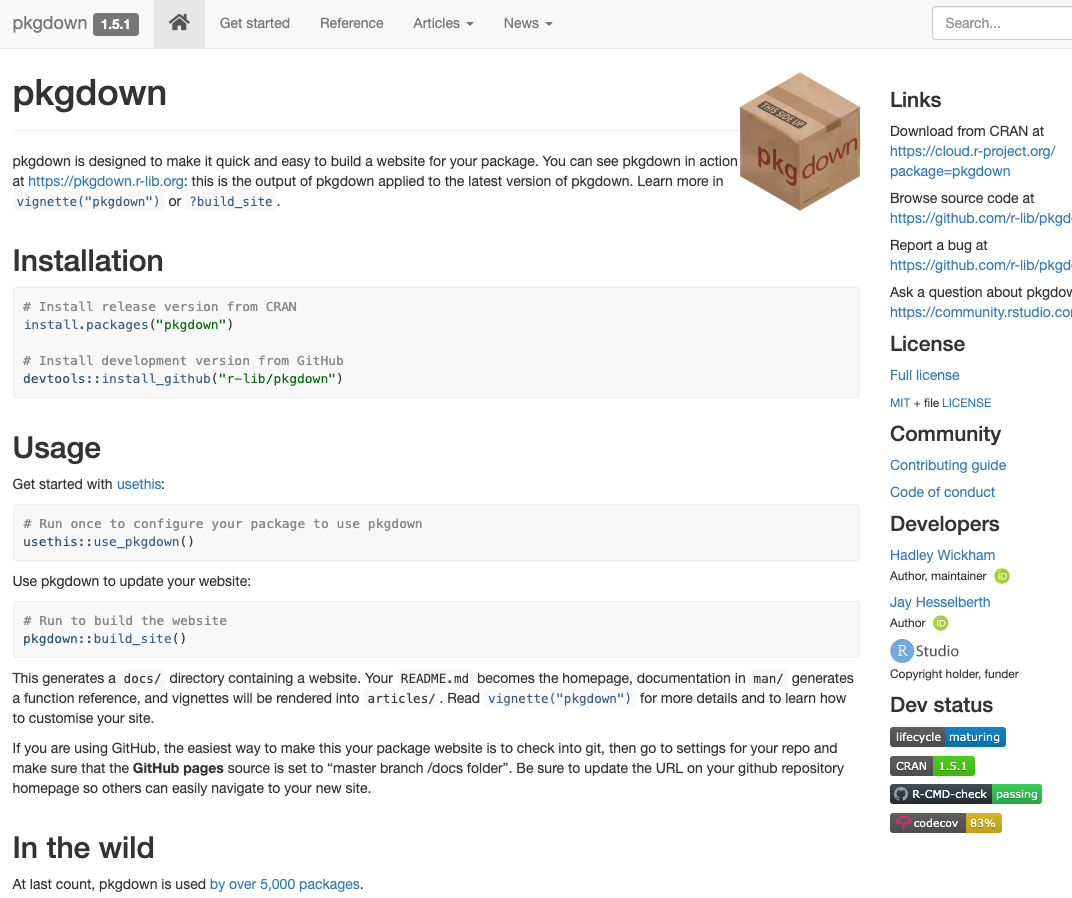 pkgdown 1.5.1 Get started Reference Articles News Search...
pkgdown
THIS SIDE UP
pkgdown
pkgdown is designed to make it quick and easy to build a website for your package. You can see pkgdown in action
at https://pkgdown.r-lib.org: this is the output of pkgdown applied to the latest version of pkgdown. Learn more in
vignette("pkgdown") or ?build_site.
Installation
# Install release version from CRAN
install.packages("pkgdown")
# Install development version from GitHub
devtools::install_github("r-lib/pkgdown")
Usage
Get started with usethis:
# Run once to configure your package to use pkgdown
usethis::use_pkgdown()
Use pkgdown to update your website:
# Run to build the website
pkgdown::build_site()
This generates a docs/ directory containing a website. Your README.md becomes the homepage, documentation in man/ generates
a function reference, and vignettes will be rendered into articles/. Read vignette("pkgdown") for more details and to learn how
to customise your site.
If you are using GitHub, the easiest way to make this your package website is to check into git, then go to settings for your repo and
make sure that the GitHub pages source is set to “master branch /docs folder”. Be sure to update the URL on your github repository
homepage so others can easily navigate to your new site.
In the wild
At last count, pkgdown is used by over 5,000 packages.
Links
Download from CRAN at
https://cloud.r-project.org/
package=pkgdown
Browse source code at
https://github.com/r-lib/pkgd
Report a bug at
https://github.com/r-lib/pkgd
Ask a question about pkgdow
https://community.rstudio.co
License
Full license
MIT + file LICENSE
Community
Contributing guide
Code of conduct
Developers
Hadley Wickham
Author, maintainer iD
Jay Hesselberth
Author iD
R Studio
Copyright holder, funder
Dev status
lifecycle maturing
CRAN 1.5.1
R-CMD-check passing
codecov 83%